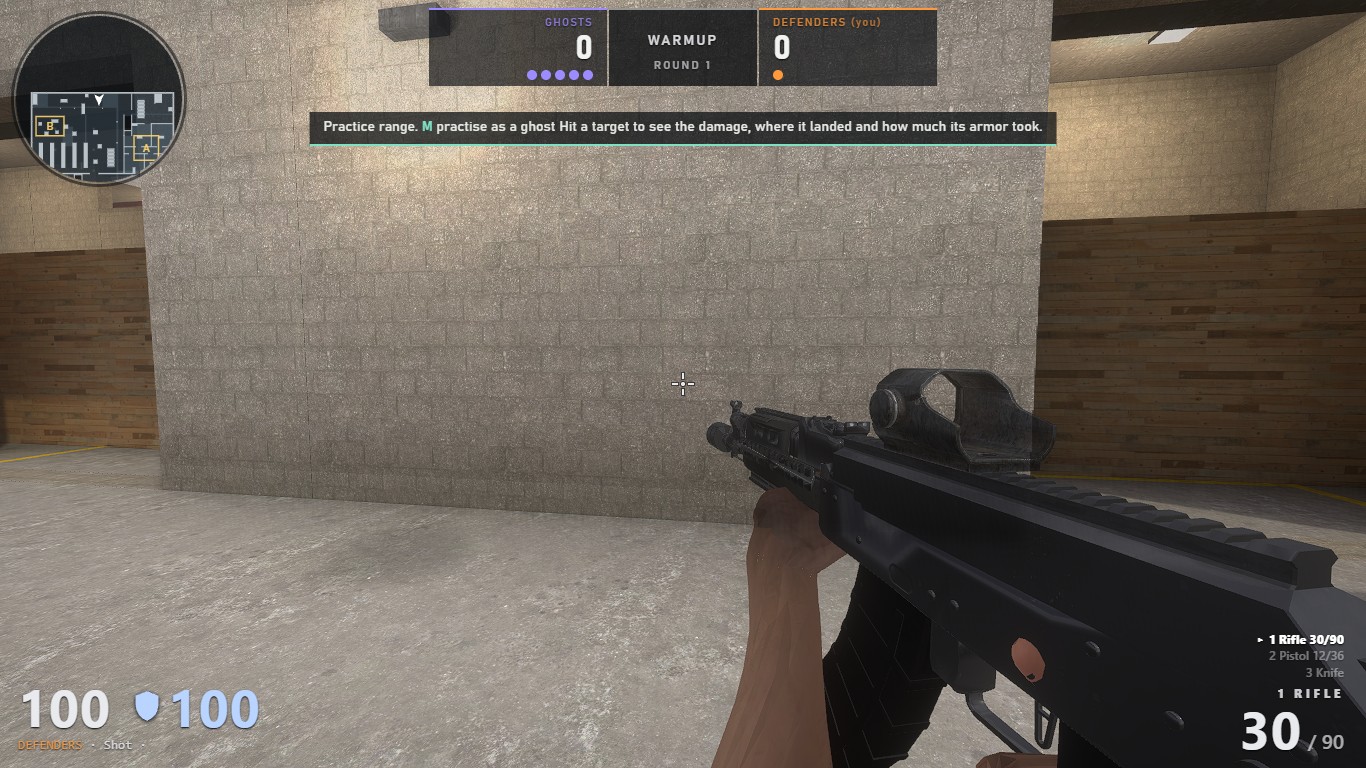 GHOSTS
0
WARMUP
ROUND 1
DEFENDERS (you)
0
B
A
Practice range. M practise as a ghost Hit a target to see the damage, where it landed and how much its armor took.
▸ 1 Rifle 30/90
2 Pistol 12/36
3 Knife
1 RIFLE
30 / 90
100 100
DEFENDERS · Shot ·